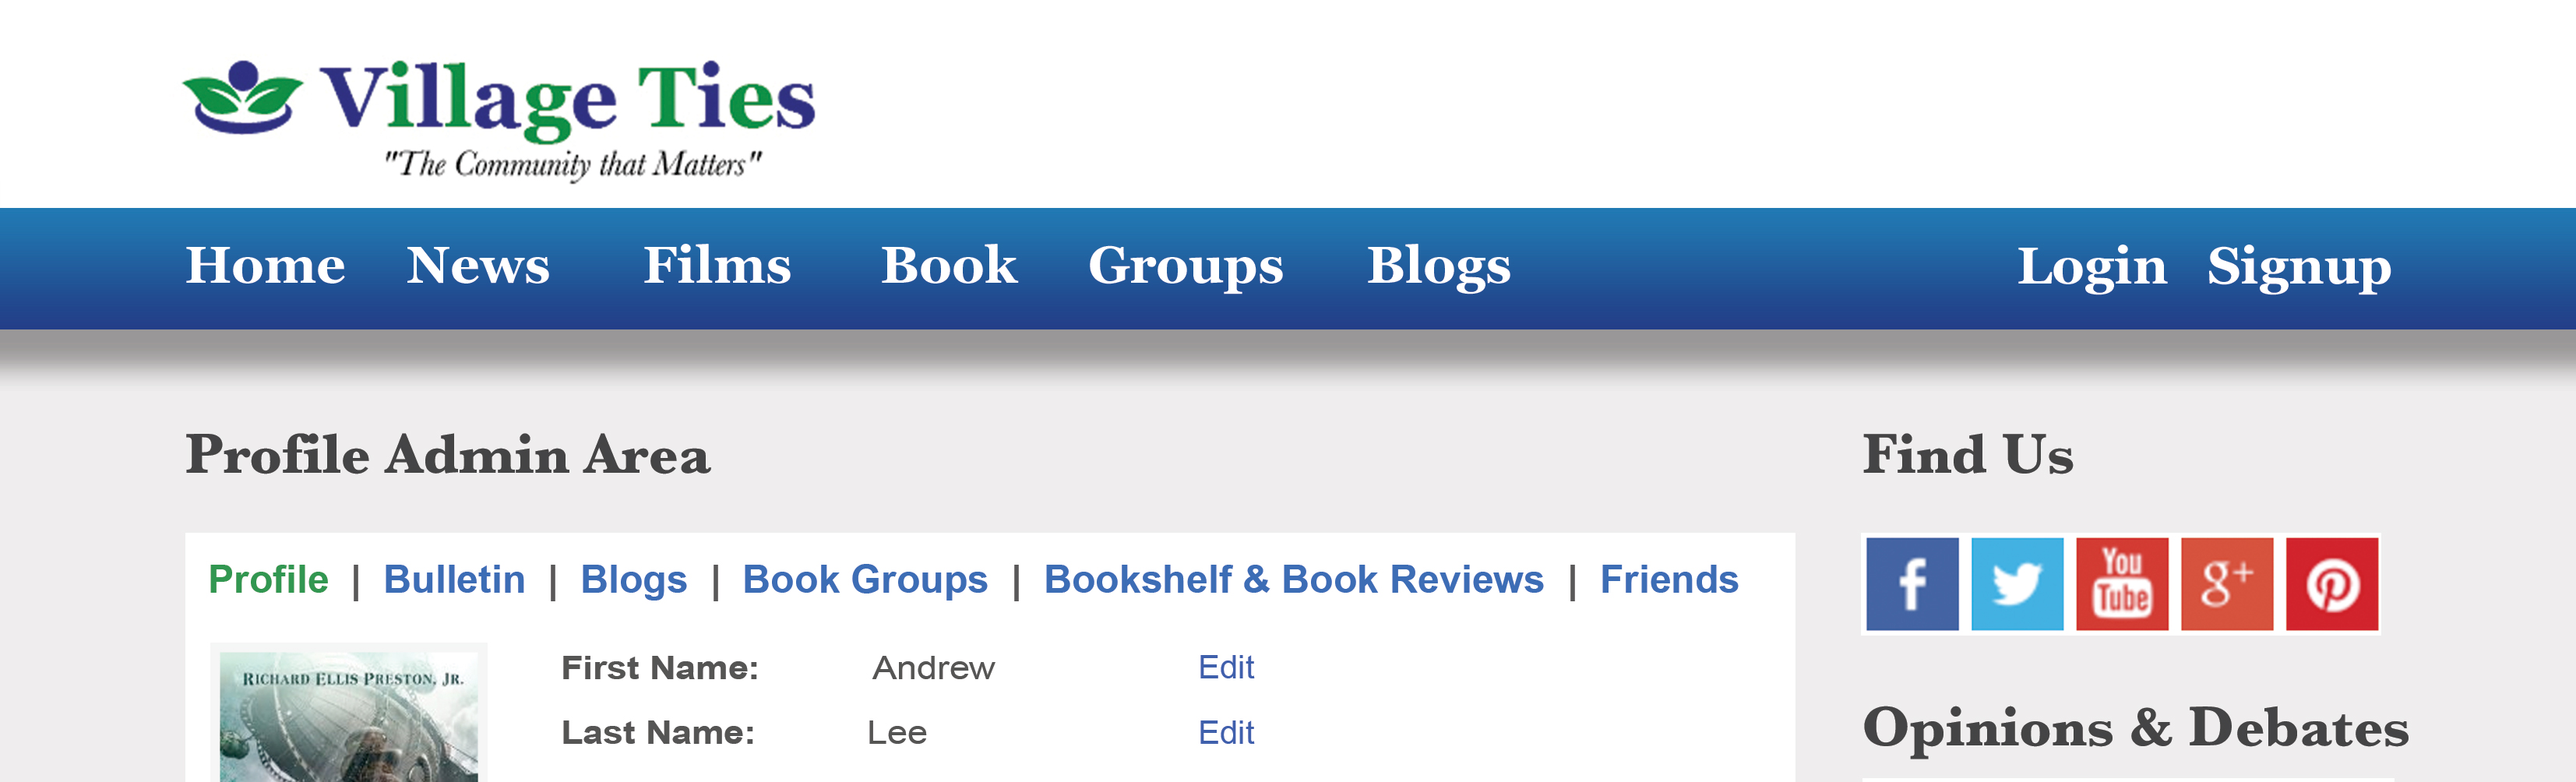 Village Ties
"The Community that Matters"
Home News Films Book Groups Blogs Login Signup
Profile Admin Area
Find Us
Profile | Bulletin | Blogs | Book Groups | Bookshelf & Book Reviews | Friends
f You Tube g+
RICHARD ELLIS PRESTON, JR.
First Name: Andrew Edit
Last Name: Lee Edit
Opinions & Debates